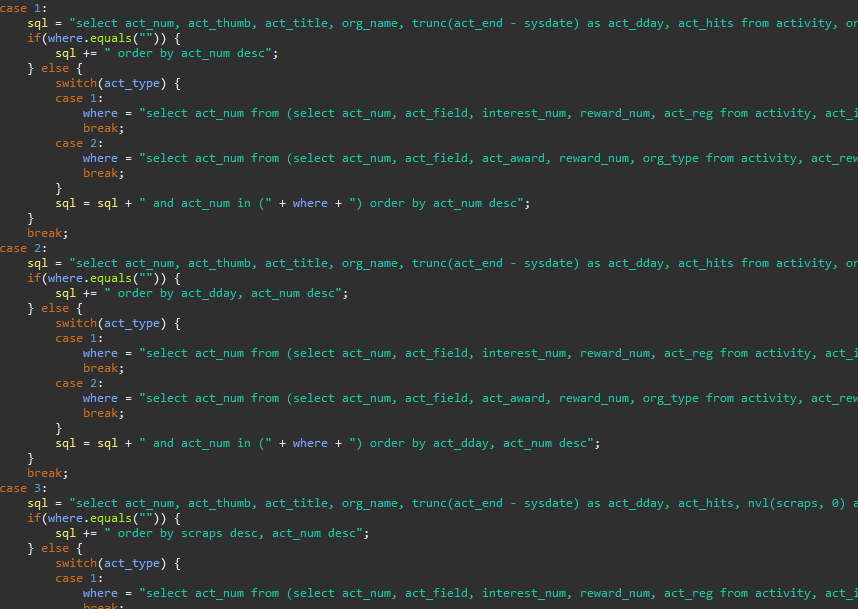 case 1:
    sql = "select act_num, act_thumb, act_title, org_name, trunc(act_end - sysdate) as act_dday, act_hits from activity, or
    if(where.equals("")) {
        sql += " order by act_num desc";
    } else {
        switch(act_type) {
        case 1:
            where = "select act_num from (select act_num, act_field, interest_num, reward_num, act_reg from activity, act_i
            break;
        case 2:
            where = "select act_num from (select act_num, act_field, act_award, reward_num, org_type from activity, act_rew
            break;
        }
        sql = sql + " and act_num in (" + where + ") order by act_num desc";
    }
    break;
case 2:
    sql = "select act_num, act_thumb, act_title, org_name, trunc(act_end - sysdate) as act_dday, act_hits from activity, or
    if(where.equals("")) {
        sql += " order by act_dday, act_num desc";
    } else {
        switch(act_type) {
        case 1:
            where = "select act_num from (select act_num, act_field, interest_num, reward_num, act_reg from activity, act_i
            break;
        case 2:
            where = "select act_num from (select act_num, act_field, act_award, reward_num, org_type from activity, act_rew
            break;
        }
        sql = sql + " and act_num in (" + where + ") order by act_dday, act_num desc";
    }
    break;
case 3:
    sql = "select act_num, act_thumb, act_title, org_name, trunc(act_end - sysdate) as act_dday, act_hits, nvl(scraps, 0) a
    if(where.equals("")) {
        sql += " order by scraps desc, act_num desc";
    } else {
        switch(act_type) {
        case 1:
            where = "select act_num from (select act_num, act_field, interest_num, reward_num, act_reg from activity, act_i
            break;